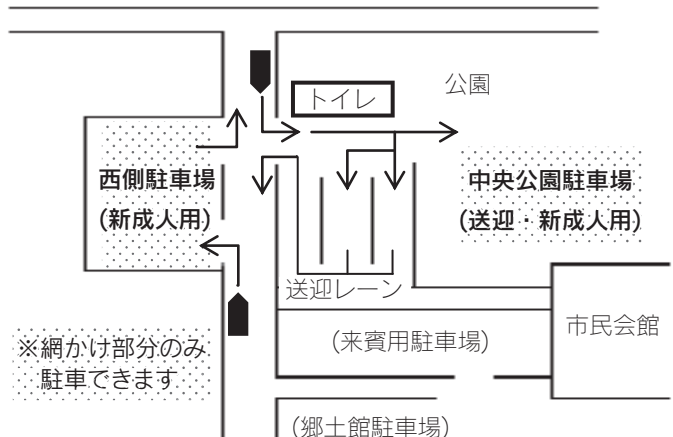 トイレ
公園
西側駐車場
(新成人用)
中央公園駐車場
(送迎・新成人用)
送迎レーン
(来賓用駐車場)
市民会館
※網かけ部分のみ
駐車できます
(郷土館駐車場)